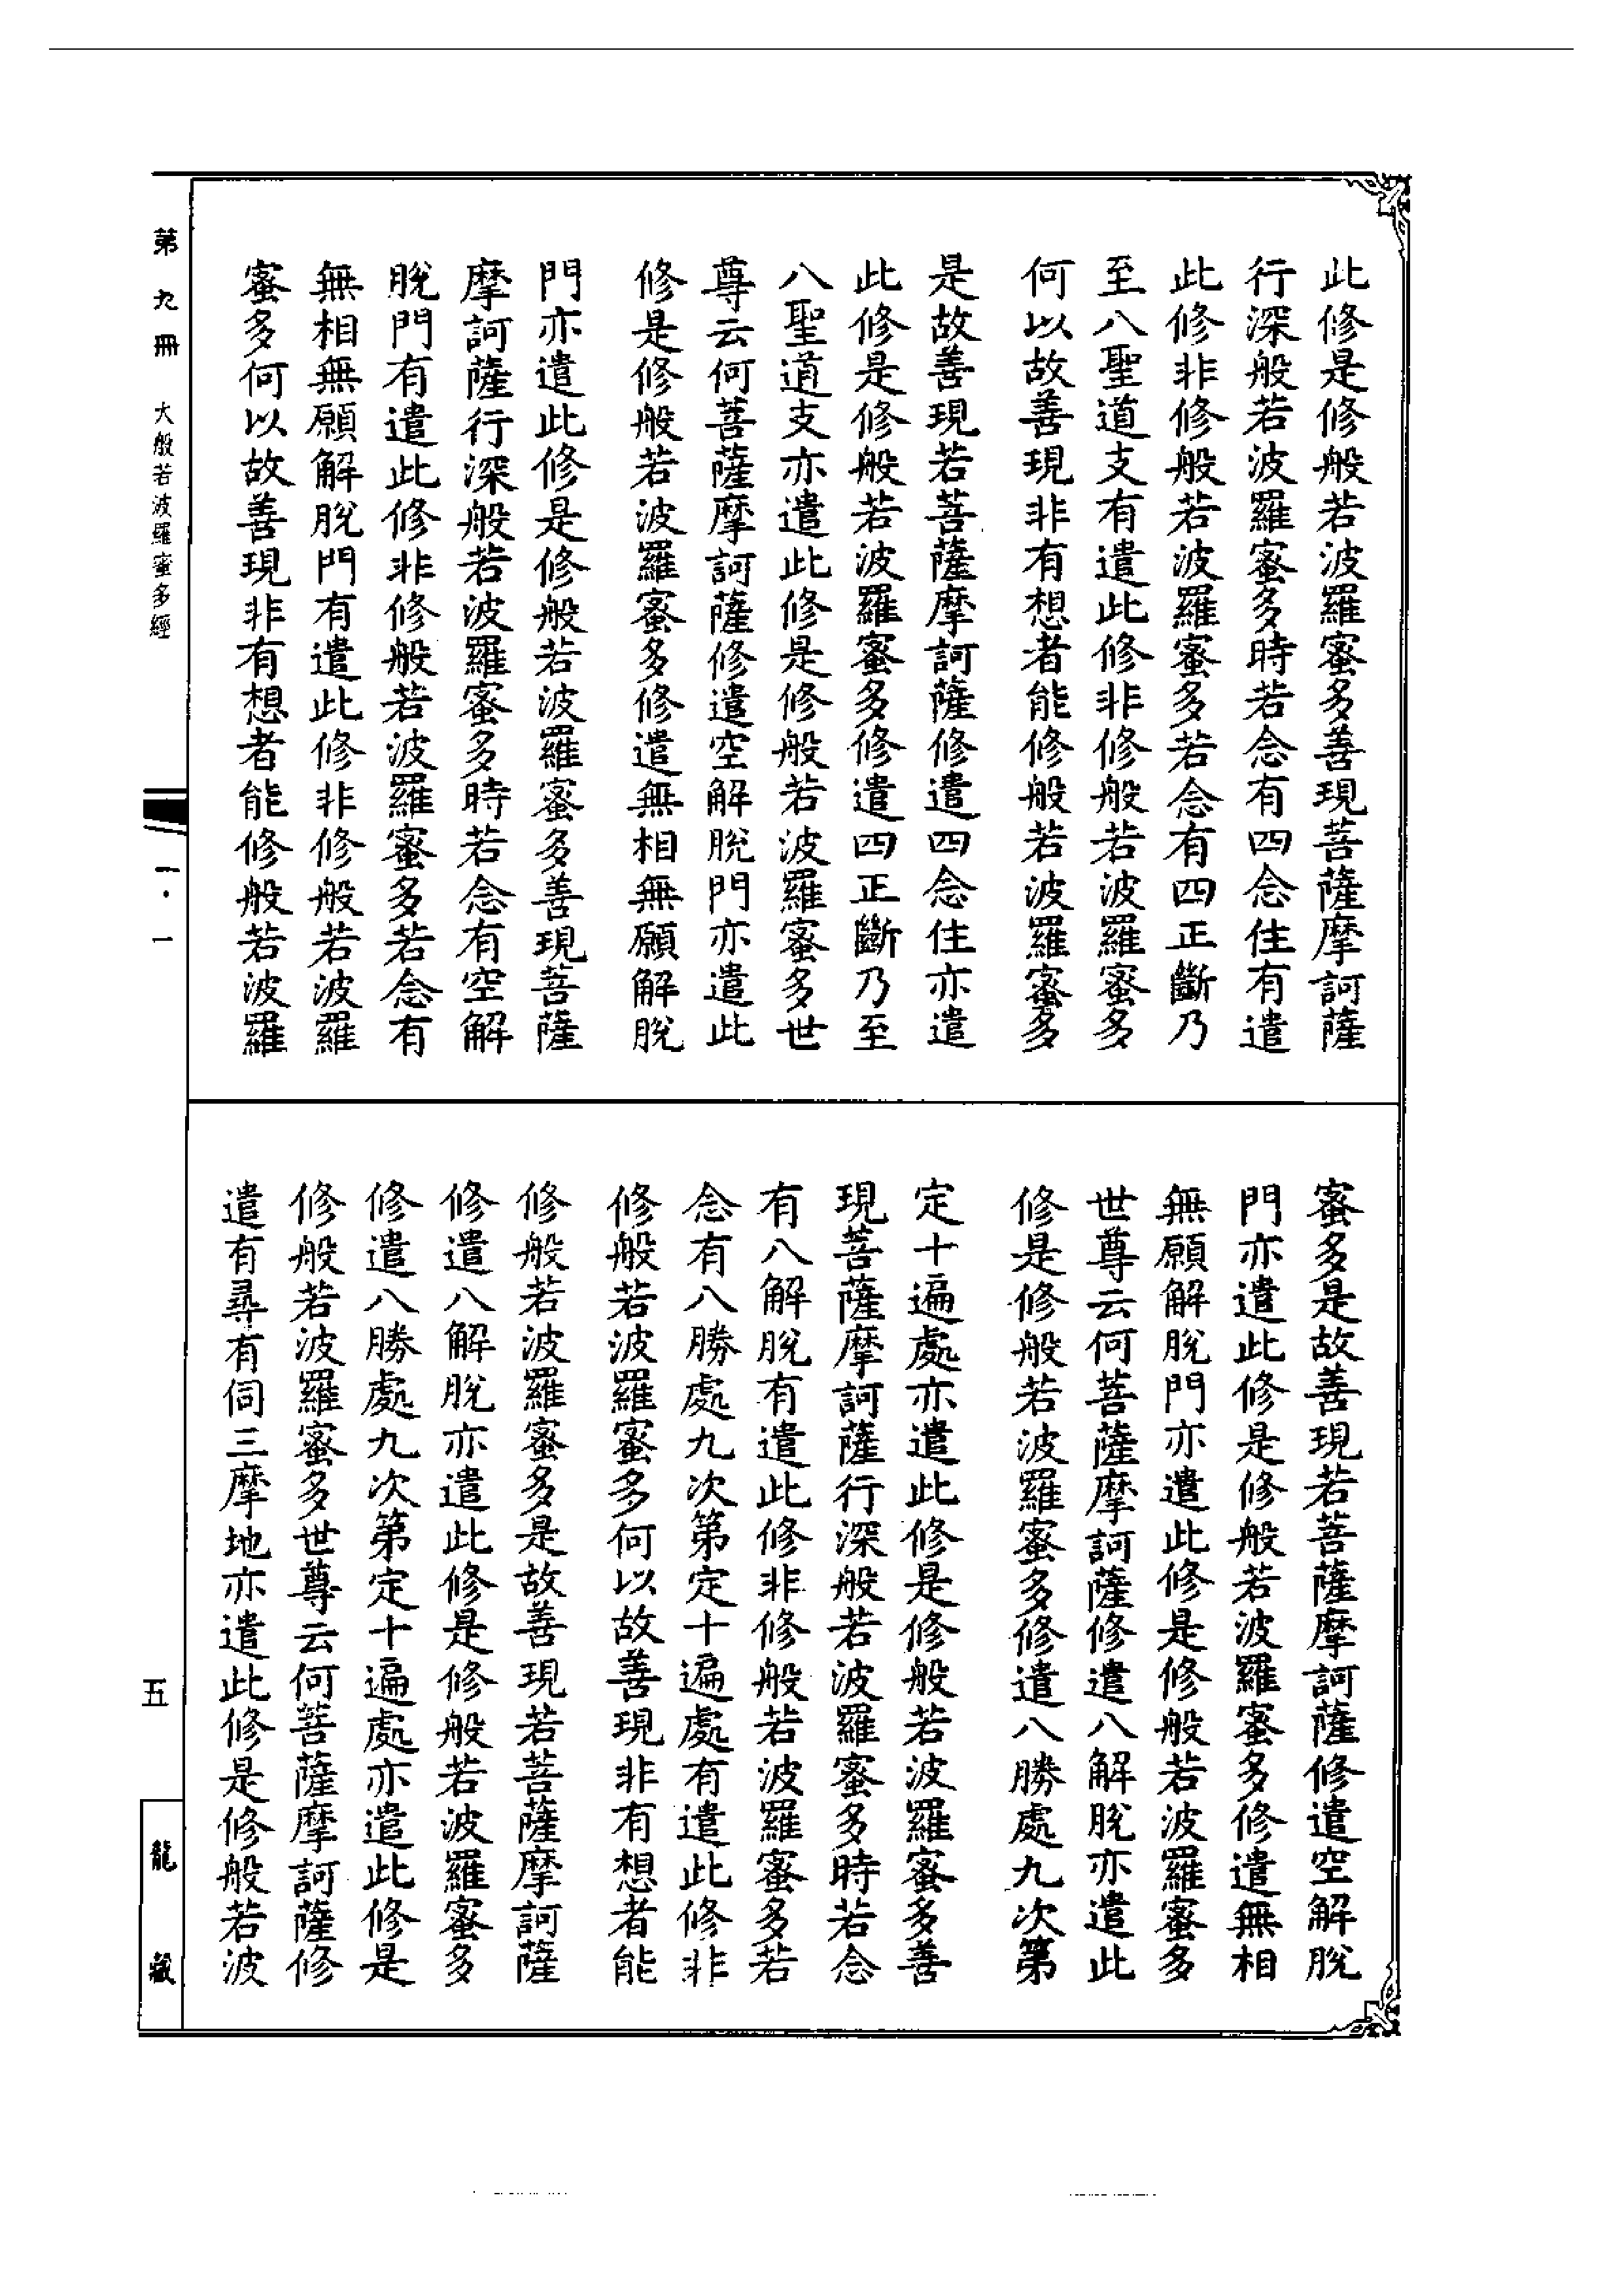 此修是修般若波羅蜜多善現菩薩摩訶薩
行深般若波羅蜜多時若念有四念住有遣
此修非修般若波羅蜜多若念有四正斷乃
至八聖道支有遣此修非修般若波羅蜜多
何以故善現非有想者能修般若波羅蜜多
是故善現若菩薩摩訶薩修遣四念住亦遣
此修是修般若波羅蜜多修遣四正斷乃至
八聖道支亦遣此修是修般若波羅蜜多世
尊云何菩薩摩訶薩修遣空解脫門亦遣此
修是修般若波羅蜜多修遣無相無願解脫
門亦遣此修是修般若波羅蜜多善現菩薩
摩訶薩行深般若波羅蜜多時若念有空解
脫門有遣此修非修般若波羅蜜多若念有
無相無願解脫門有遣此修非修般若波羅
蜜多何以故善現非有想者能修般若波羅
蜜多是故善現若菩薩摩訶薩修遣空解脫
門亦遣此修是修般若波羅蜜多修遣無相
無願解脫門亦遣此修是修般若波羅蜜多
世尊云何菩薩摩訶薩修遣八解脫亦遣此
修是修般若波羅蜜多修遣八勝處九次第
定十遍處亦遣此修是修般若波羅蜜多善
現菩薩摩訶薩行深般若波羅蜜多時若念
有八解脫有遣此修非修般若波羅蜜多若
念有八勝處九次第定十遍處有遣此修非
修般若波羅蜜多何以故善現非有想者能
修般若波羅蜜多是故善現若菩薩摩訶薩
修遣八解脫亦遣此修是修般若波羅蜜多
修遣八勝處九次第定十遍處亦遣此修是
修般若波羅蜜多世尊云何菩薩摩訶薩修
遣有尋有伺三摩地亦遣此修是修般若波
第九冊 大般若波羅蜜多經
一·一
五
龍藏